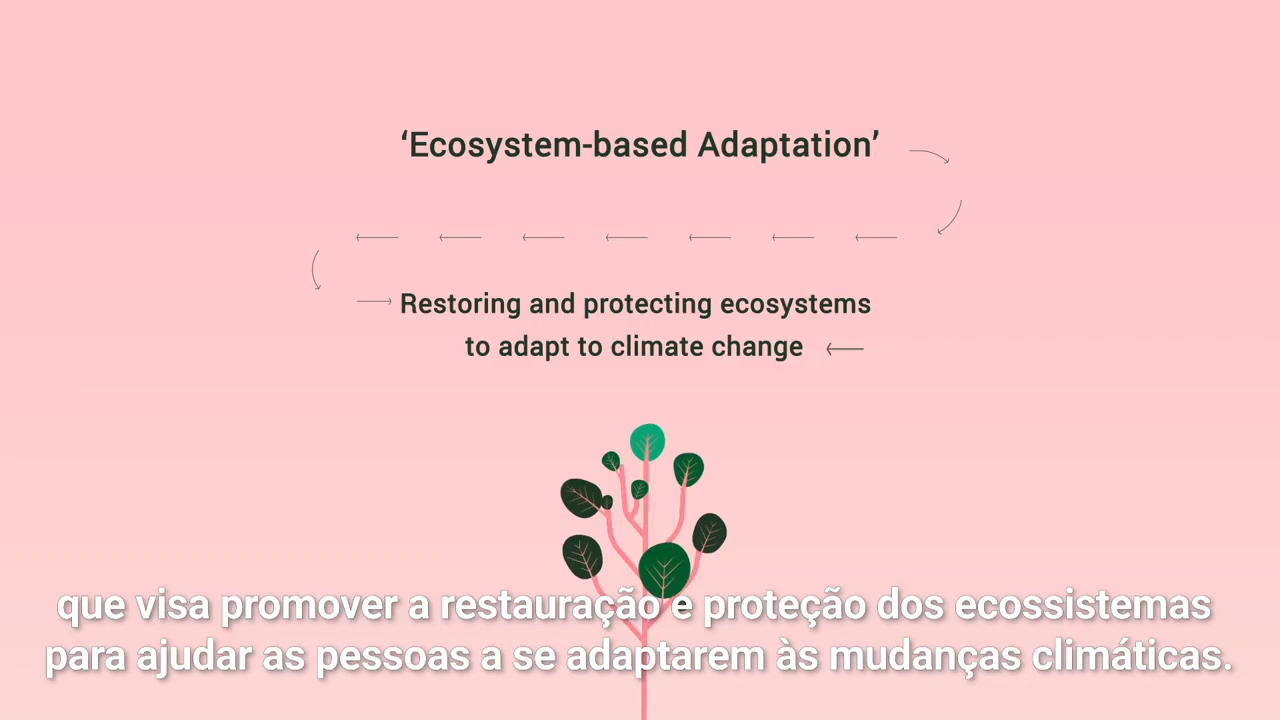 ‘Ecosystem-based Adaptation’
Restoring and protecting ecosystems
to adapt to climate change
que visa promover a restauração e proteção dos ecossistemas
para ajudar as pessoas a se adaptarem às mudanças climáticas.